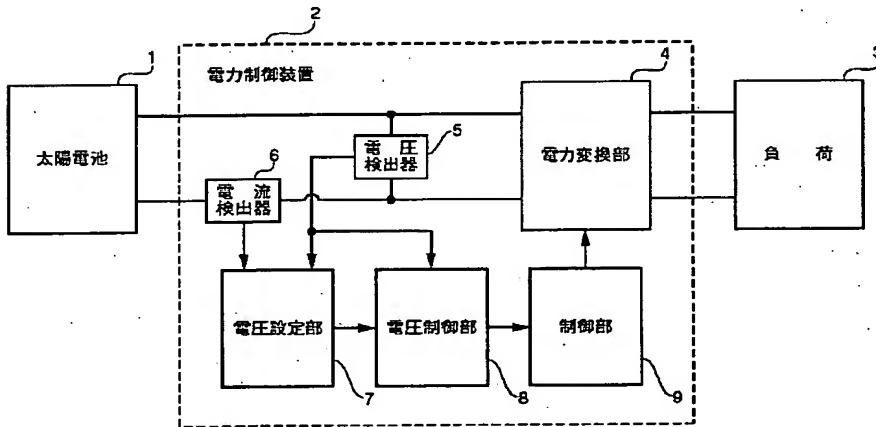 2
1
4
3
電力制御装置
太陽電池
6
電流
検出器
電圧
検出器
5
電力変換部
負荷
電圧設定部
電圧制御部
制御部
7
8
9